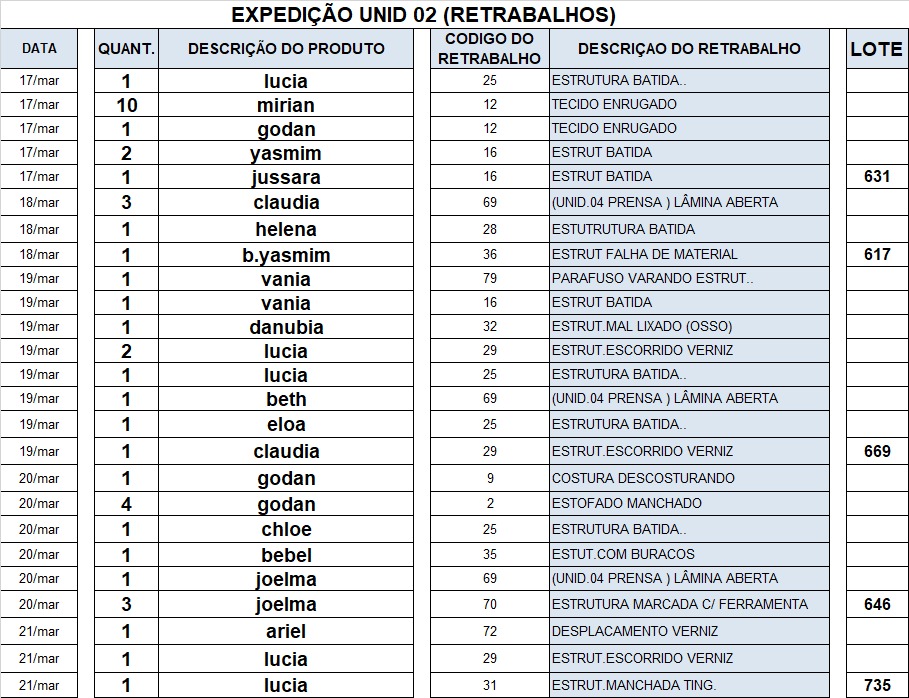 EXPEDIÇÃO UNID 02 (RETRABALHOS)
DATA QUANT. DESCRIÇÃO DO PRODUTO CODIGO DO RETRABALHO DESCRIÇAO DO RETRABALHO LOTE
17/mar 1 lucia 25 ESTRUTURA BATIDA..
17/mar 10 mirian 12 TECIDO ENRUGADO
17/mar 1 godan 12 TECIDO ENRUGADO
17/mar 2 yasmim 16 ESTRUT BATIDA
17/mar 1 jussara 16 ESTRUT BATIDA 631
18/mar 3 claudia 69 (UNID.04 PRENSA ) LÂMINA ABERTA
18/mar 1 helena 28 ESTUTRUTURA BATIDA
18/mar 1 b.yasmim 36 ESTRUT FALHA DE MATERIAL 617
19/mar 1 vania 79 PARAFUSO VARANDO ESTRUT..
19/mar 1 vania 16 ESTRUT BATIDA
19/mar 1 danubia 32 ESTRUT.MAL LIXADO (OSSO)
19/mar 2 lucia 29 ESTRUT.ESCORRIDO VERNIZ
19/mar 1 lucia 25 ESTRUTURA BATIDA..
19/mar 1 beth 69 (UNID.04 PRENSA ) LÂMINA ABERTA
19/mar 1 eloa 25 ESTRUTURA BATIDA..
19/mar 1 claudia 29 ESTRUT.ESCORRIDO VERNIZ 669
20/mar 1 godan 9 COSTURA DESCOSTURANDO
20/mar 4 godan 2 ESTOFADO MANCHADO
20/mar 1 chloe 25 ESTRUTURA BATIDA..
20/mar 1 bebel 35 ESTUT.COM BURACOS
20/mar 1 joelma 69 (UNID.04 PRENSA ) LÂMINA ABERTA
20/mar 3 joelma 70 ESTRUTURA MARCADA C/ FERRAMENTA 646
21/mar 1 ariel 72 DESPLACAMENTO VERNIZ
21/mar 1 lucia 29 ESTRUT.ESCORRIDO VERNIZ
21/mar 1 lucia 31 ESTRUT.MANCHADA TING. 735